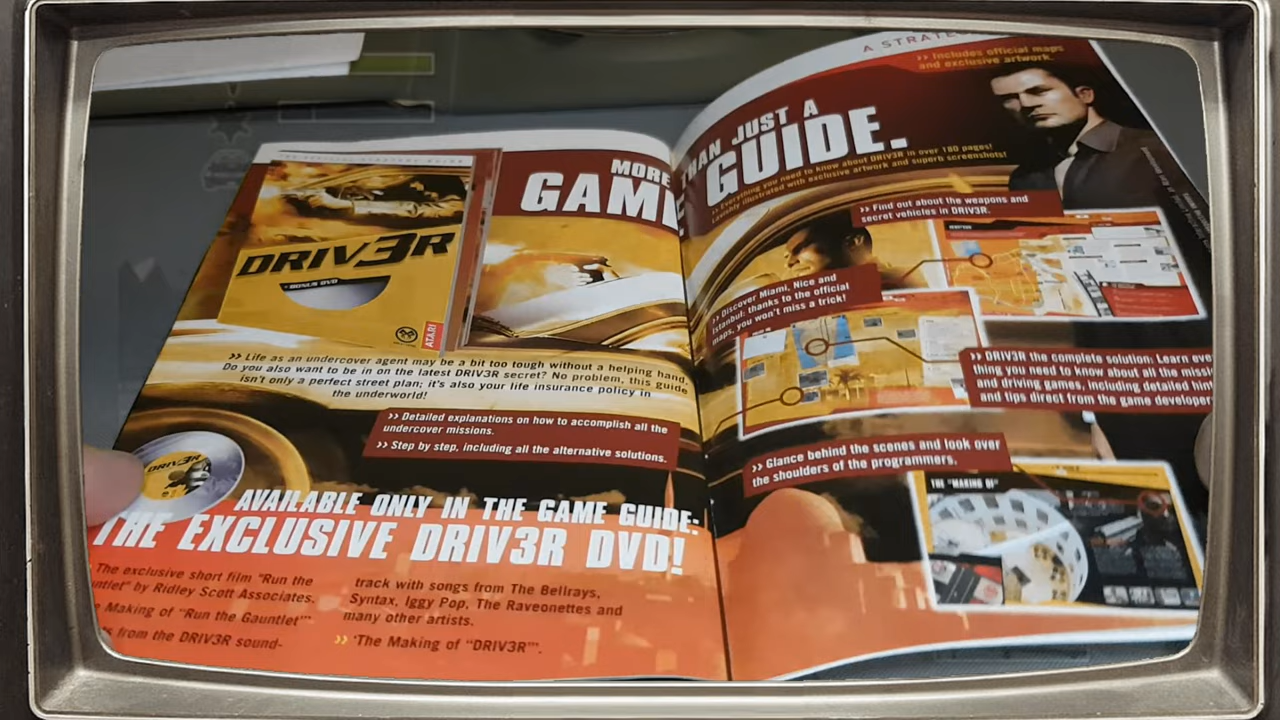 MORE
GAM
DRIV3R
BONUS DVD
ATARI
>> Life as an undercover agent may be a bit too tough without a helping hand.
Do you also want to be in on the latest DRIV3R secret? No problem, this guide
isn't only a perfect street plan; it's also your life insurance policy in
the underworld!
>> Detailed explanations on how to accomplish all the
undercover missions.
>> Step by step, including all the alternative solutions.
DRIV3R
AVAILABLE ONLY IN THE GAME GUIDE:
THE EXCLUSIVE DRIV3R DVD!
The exclusive short film "Run the
by Ridley Scott Associates.
Making of "Run the Gauntlet"
from the DRIV3R sound-
track with songs from The Bellrays,
Syntax, Iggy Pop, The Raveonettes and
many other artists.
>> 'The Making of "DRIV3R"'.
>> Includes official maps
and exclusive artwork.
THAN JUST A
GUIDE.
>> Everything you need to know about DRIV3R in over 180 pages!
Lavishly illustrated with exclusive artwork and superb screenshots!
>> Find out about the weapons and
secret vehicles in DRIV3R.
>> Discover Miami, Nice and
Istanbul: thanks to the official
maps, you won't miss a trick!
>> DRIV3R the complete solution: Learn
thing you need to know about all the
and driving games, including detailed
and tips direct from the game
>> Glance behind the scenes and look over
the shoulders of the programmers.
THE "MAKING OF"